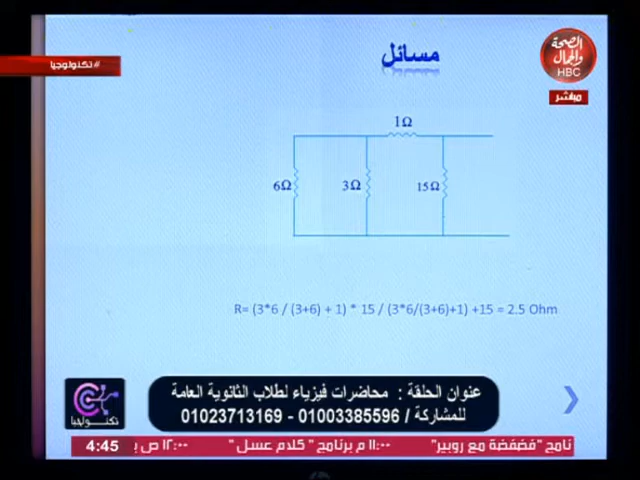 مسائل
الصحة
والجمال
HBC
مباشر
#تكنولوجيا
1Ω
6Ω
3Ω
15Ω
R= (3*6 / (3+6) + 1) * 15 / (3*6/(3+6)+1) +15 = 2.5 Ohm
عنوان الحلقة : محاضرات فيزياء لطلاب الثانوية العامة
للمشاركة / 01003385596 - 01023713169
تكنولوجيا
نامج "فضفضة مع روبير" ١١:٠٠ م برنامج " كلام عسل " ١٢:٠٠ ص ب
4:45